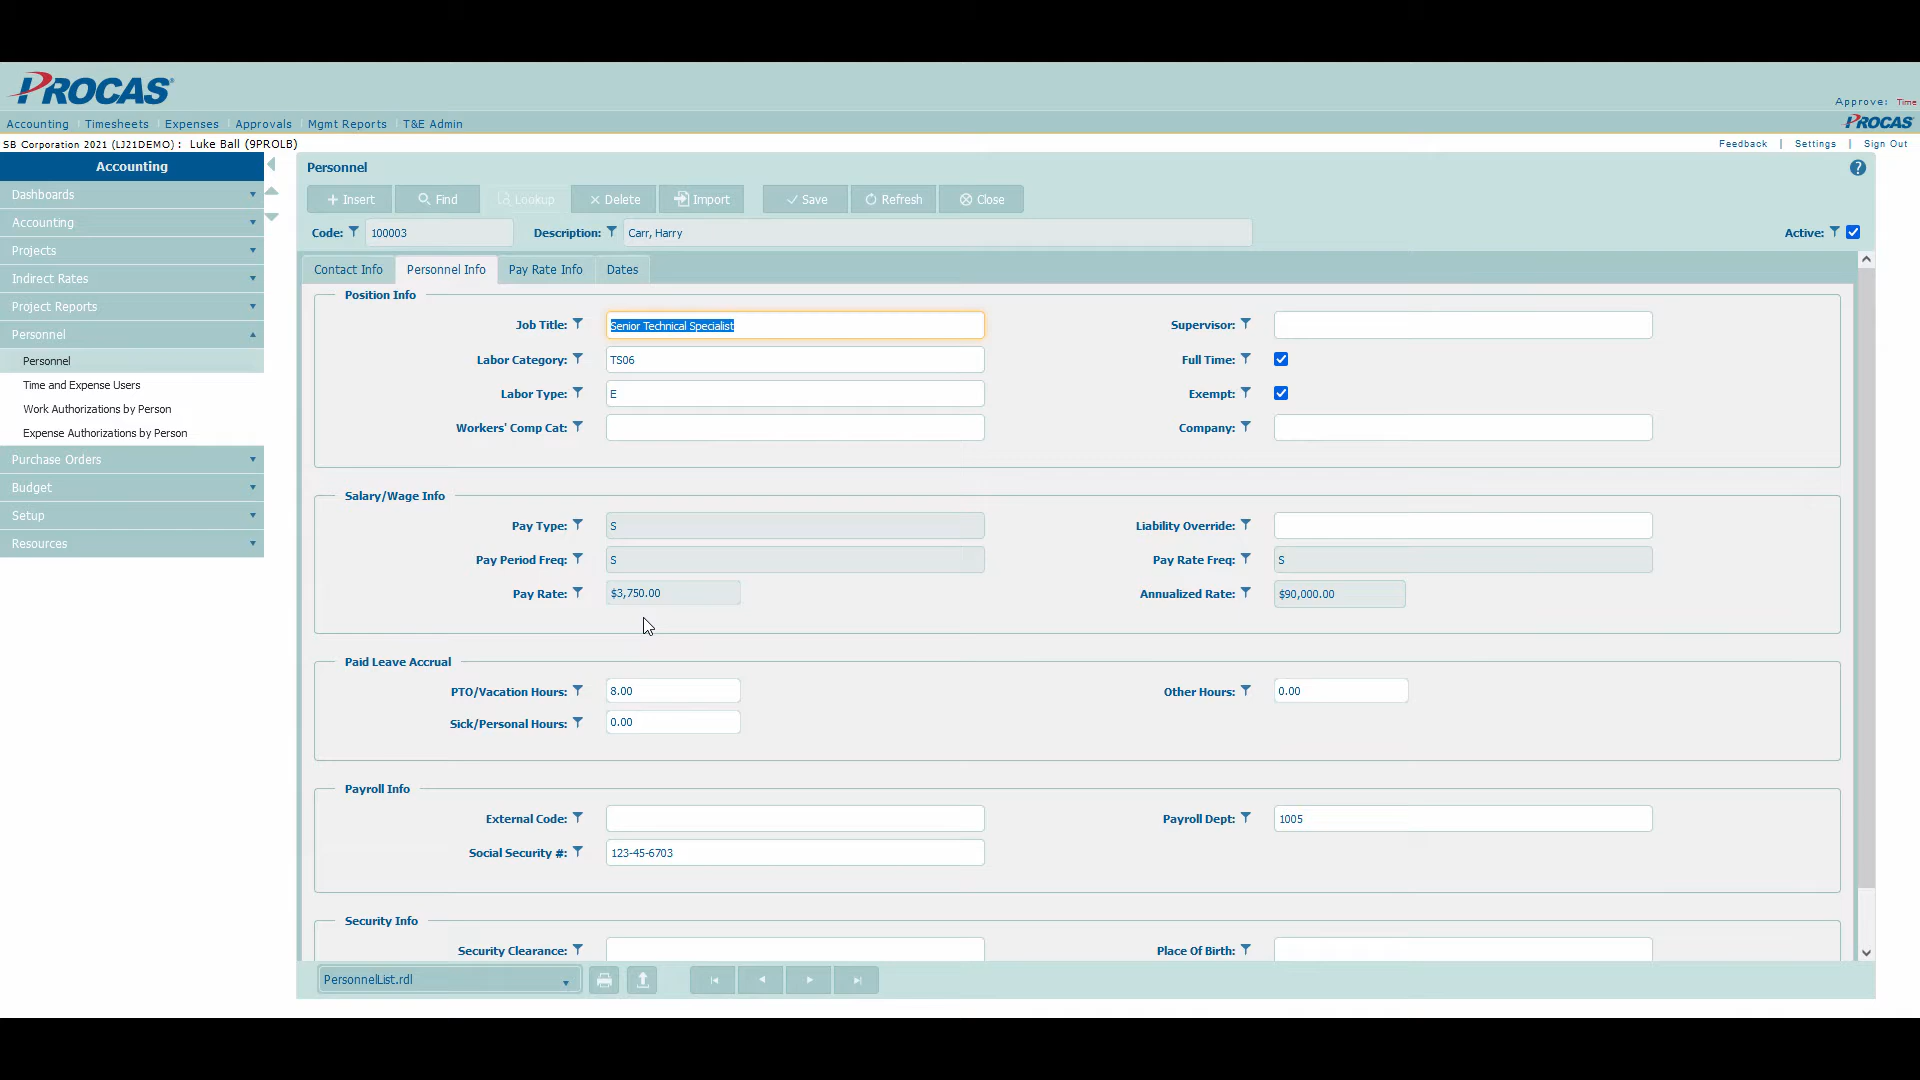 PROCAS
Approve: Time
Accounting Timesheets Expenses Approvals Mgmt Reports T&E Admin
PROCAS
SB Corporation 2021 (LJ21DEMO) : Luke Ball (9PROLB)
Feedback | Settings | Sign Out
Accounting
Dashboards
Accounting
Projects
Indirect Rates
Project Reports
Personnel
Personnel
Time and Expense Users
Work Authorizations by Person
Expense Authorizations by Person
Purchase Orders
Budget
Setup
Resources
Personnel
?
Insert Find Lookup Delete Import Save Refresh Close
Code: 100003 Description: Carr, Harry Active:
Contact Info Personnel Info Pay Rate Info Dates
Position Info
Job Title: Senior Technical Specialist Supervisor:
Labor Category: TS06 Full Time:
Labor Type: E Exempt:
Workers' Comp Cat: Company:
Salary/Wage Info
Pay Type: S Liability Override:
Pay Period Freq: S Pay Rate Freq: S
Pay Rate: $3,750.00 Annualized Rate: $90,000.00
Paid Leave Accrual
PTO/Vacation Hours: 8.00 Other Hours: 0.00
Sick/Personal Hours: 0.00
Payroll Info
External Code: Payroll Dept: 1005
Social Security #: 123-45-6703
Security Info
Security Clearance: Place Of Birth:
PersonnelList.rdl